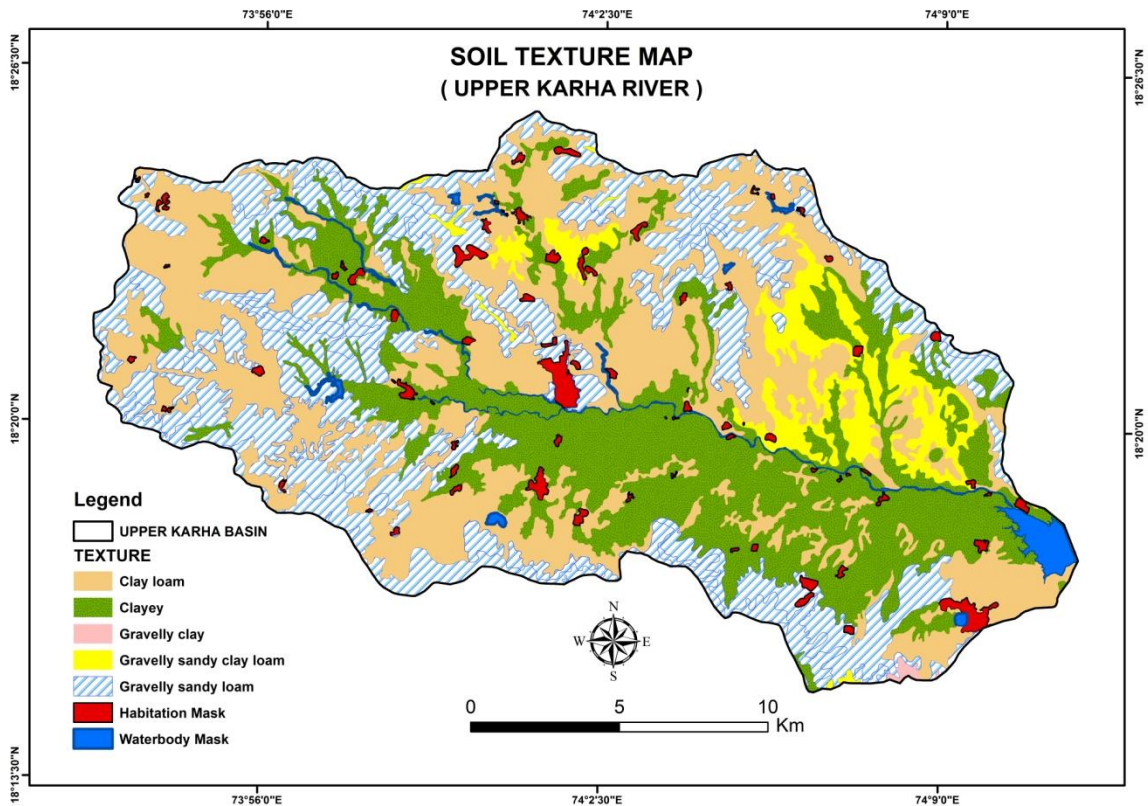 73°56'0"E 74°2'30"E 74°9'0"E
18°26'30"N 18°26'30"N
SOIL TEXTURE MAP
( UPPER KARHA RIVER )
18°20'0"N 18°20'0"N
Legend
UPPER KARHA BASIN
TEXTURE
Clay loam
Clayey
Gravelly clay
Gravelly sandy clay loam
Gravelly sandy loam
Habitation Mask
Waterbody Mask
N
W E
S
0 5 10
Km
18°13'30"N
73°56'0"E 74°2'30"E 74°9'0"E